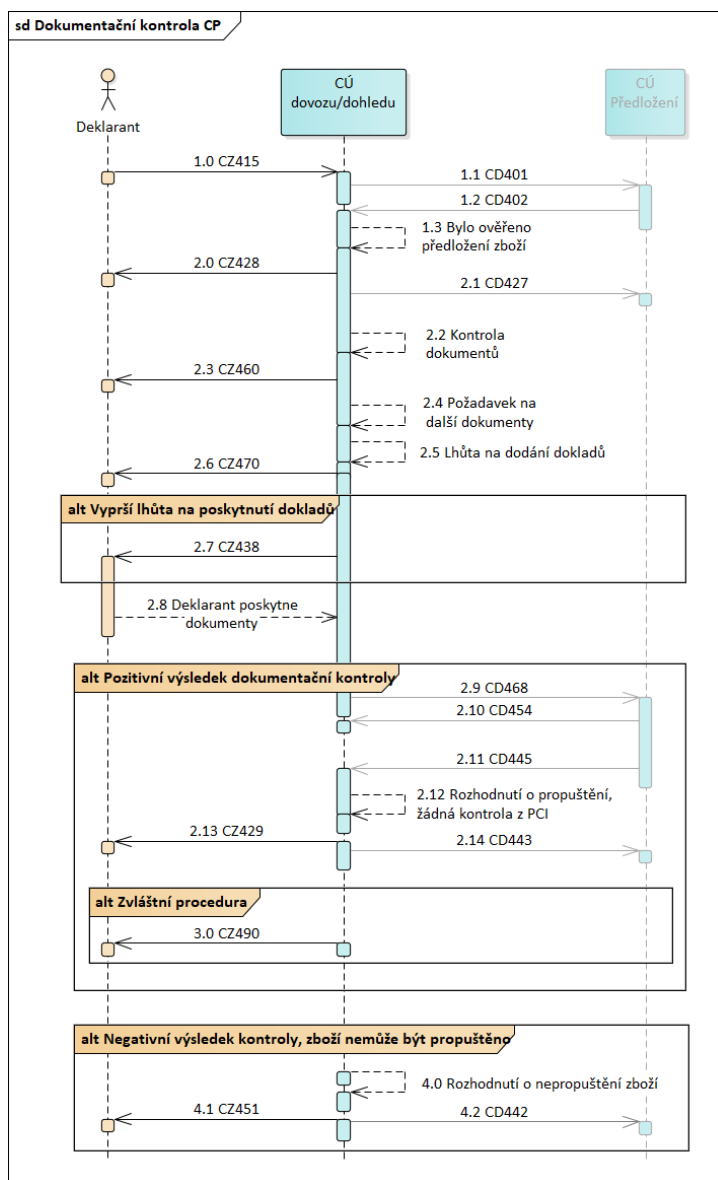 sd Dokumentační kontrola CP
Deklarant
CÚ
dovozu/dohledu
CÚ
Předložení
1.0 CZ415
1.1 CD401
1.2 CD402
1.3 Bylo ověřeno
předložení zboží
2.0 CZ428
2.1 CD427
2.2 Kontrola
dokumentů
2.3 CZ460
2.4 Požadavek na
další dokumenty
2.5 Lhůta na dodání dokladů
2.6 CZ470
alt Vyprší lhůta na poskytnutí dokladů
2.7 CZ438
2.8 Deklarant poskytne
dokumenty
alt Pozitivní výsledek dokumentační kontroly
2.9 CD468
2.10 CD454
2.11 CD445
2.12 Rozhodnutí o propuštění,
žádná kontrola z PCI
2.13 CZ429
2.14 CD443
alt Zvláštní procedura
3.0 CZ490
alt Negativní výsledek kontroly, zboží nemůže být propuštěno
4.0 Rozhodnutí o nepropuštění zboží
4.1 CZ451
4.2 CD442